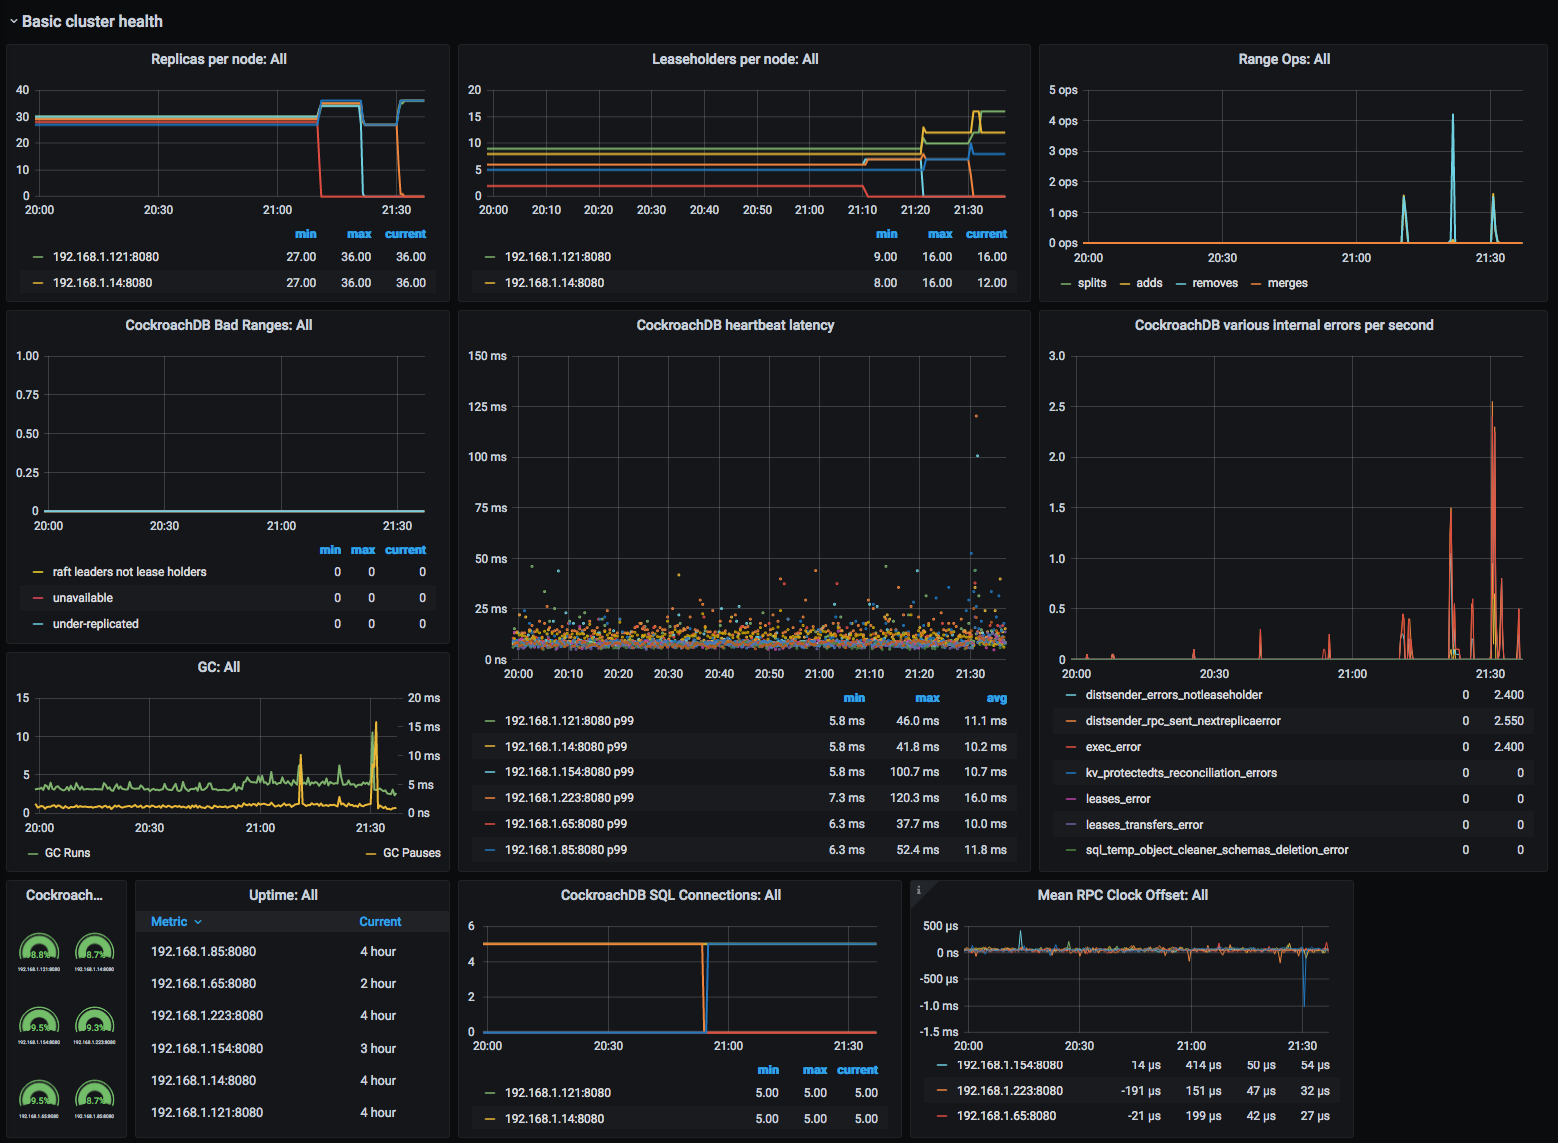 Basic cluster health
Replicas per node: All
40
30
20
10
0
20:00 20:30 21:00 21:30
min max current
192.168.1.121:8080 27.00 36.00 36.00
192.168.1.14:8080 27.00 36.00 36.00
Leaseholders per node: All
20
15
10
5
0
20:00 20:10 20:20 20:30 20:40 20:50 21:00 21:10 21:20 21:30
min max current
192.168.1.121:8080 9.00 16.00 16.00
192.168.1.14:8080 8.00 16.00 12.00
Range Ops: All
5 ops
4 ops
3 ops
2 ops
1 ops
0 ops
20:00 20:30 21:00 21:30
splits adds removes merges
CockroachDB Bad Ranges: All
1.00
0.75
0.50
0.25
0
20:00 20:30 21:00 21:30
min max current
raft leaders not lease holders 0 0 0
unavailable 0 0 0
under-replicated 0 0 0
CockroachDB heartbeat latency
150 ms
125 ms
100 ms
75 ms
50 ms
25 ms
0 ns
20:00 20:10 20:20 20:30 20:40 20:50 21:00 21:10 21:20 21:30
min max avg
192.168.1.121:8080 p99 5.8 ms 46.0 ms 11.1 ms
192.168.1.14:8080 p99 5.8 ms 41.8 ms 10.2 ms
192.168.1.154:8080 p99 5.8 ms 100.7 ms 10.7 ms
192.168.1.223:8080 p99 7.3 ms 120.3 ms 16.0 ms
192.168.1.65:8080 p99 6.3 ms 37.7 ms 10.0 ms
192.168.1.85:8080 p99 6.3 ms 52.4 ms 11.8 ms
CockroachDB various internal errors per second
3.0
2.5
2.0
1.5
1.0
0.5
0
20:00 20:30 21:00 21:30
distsender_errors_notleaseholder 0 2.400
distsender_rpc_sent_nextreplicaerror 0 2.550
exec_error 0 2.400
kv_protectedts_reconciliation_errors 0 0
leases_error 0 0
leases_transfers_error 0 0
sql_temp_object_cleaner_schemas_deletion_error 0 0
GC: All
15
10
5
0
20 ms
15 ms
10 ms
5 ms
0 ns
20:00 20:30 21:00 21:30
GC Runs GC Pauses
Cockroach...
8.8% 8.7%
192.168.1.121:8080 192.168.1.14:8080
9.5% 9.3%
192.168.1.154:8080 192.168.1.223:8080
9.5% 8.7%
192.168.1.65:8080 192.168.1.85:8080
Uptime: All
Metric Current
192.168.1.85:8080 4 hour
192.168.1.65:8080 2 hour
192.168.1.223:8080 4 hour
192.168.1.154:8080 3 hour
192.168.1.14:8080 4 hour
192.168.1.121:8080 4 hour
CockroachDB SQL Connections: All
6
4
2
0
20:00 20:30 21:00 21:30
min max current
192.168.1.121:8080 5.00 5.00 5.00
192.168.1.14:8080 5.00 5.00 5.00
i
Mean RPC Clock Offset: All
500 µs
0 ns
-500 µs
-1.0 ms
-1.5 ms
20:00 20:30 21:00 21:30
192.168.1.154:8080 14 µs 414 µs 50 µs 54 µs
192.168.1.223:8080 -191 µs 151 µs 47 µs 32 µs
192.168.1.65:8080 -21 µs 199 µs 42 µs 27 µs